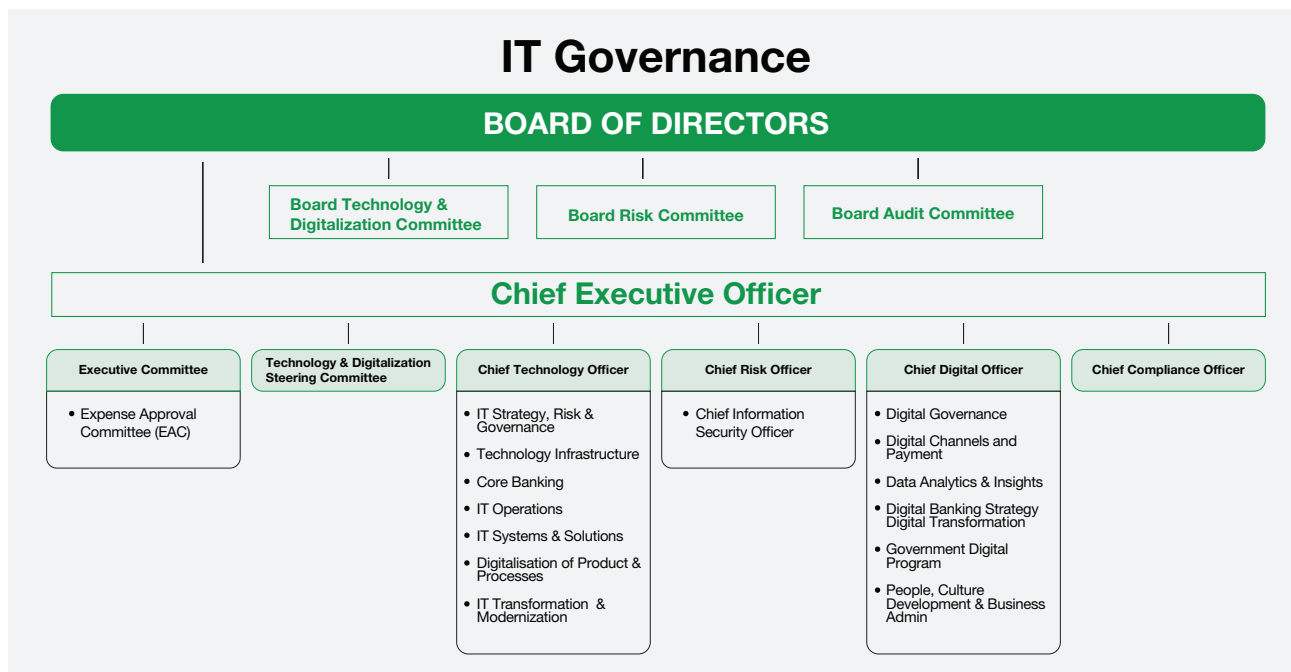 IT Governance
BOARD OF DIRECTORS
Board Technology &
Digitalization Committee
Board Risk Committee
Board Audit Committee
Chief Executive Officer
Executive Committee
• Expense Approval
Committee (EAC)
Technology & Digitalization
Steering Committee
Chief Technology Officer
• IT Strategy, Risk &
Governance
• Technology Infrastructure
• Core Banking
• IT Operations
• IT Systems & Solutions
• Digitalisation of Product &
Processes
• IT Transformation & 
Modernization
Chief Risk Officer
• Chief Information
Security Officer
Chief Digital Officer
• Digital Governance
• Digital Channels and
Payment
• Data Analytics & Insights
• Digital Banking Strategy
Digital Transformation
• Government Digital
Program
• People, Culture
Development & Business
Admin
Chief Compliance Officer